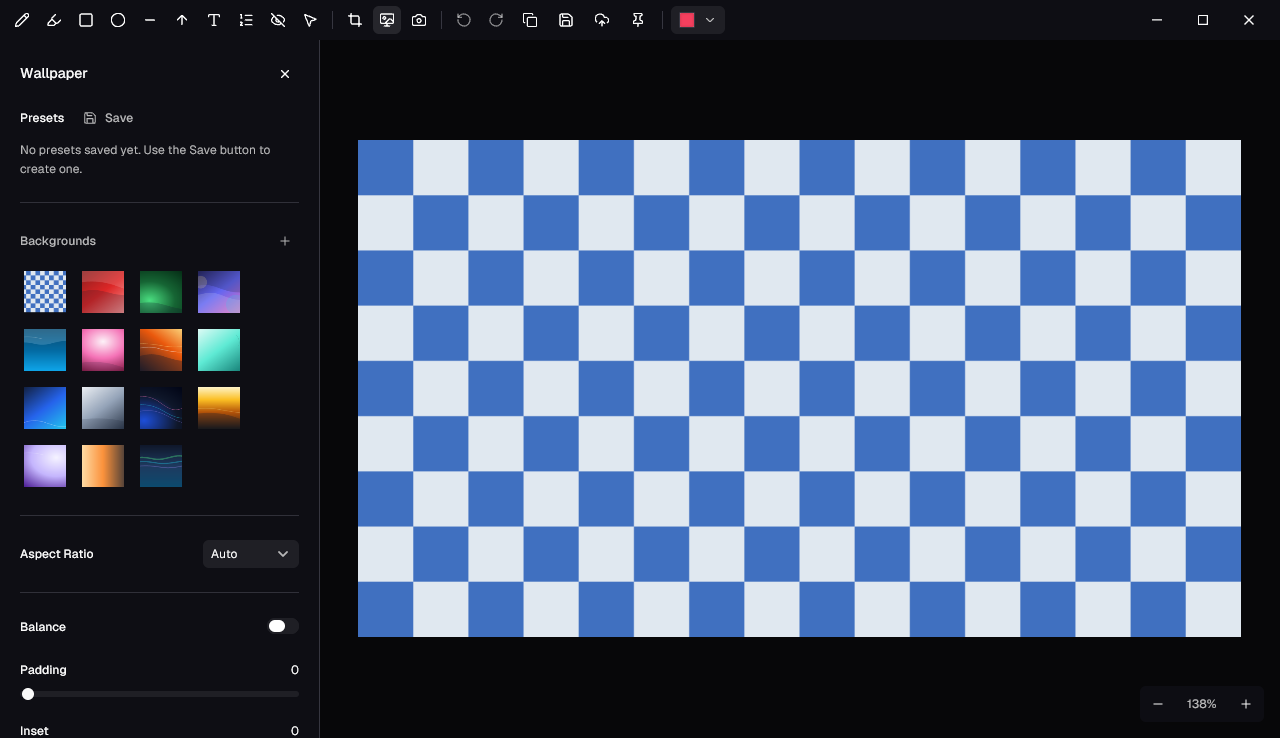 Wallpaper
Presets
Save
No presets saved yet. Use the Save button to
create one.
Backgrounds
Aspect Ratio
Auto
Balance
Padding
0
Inset
0
138%